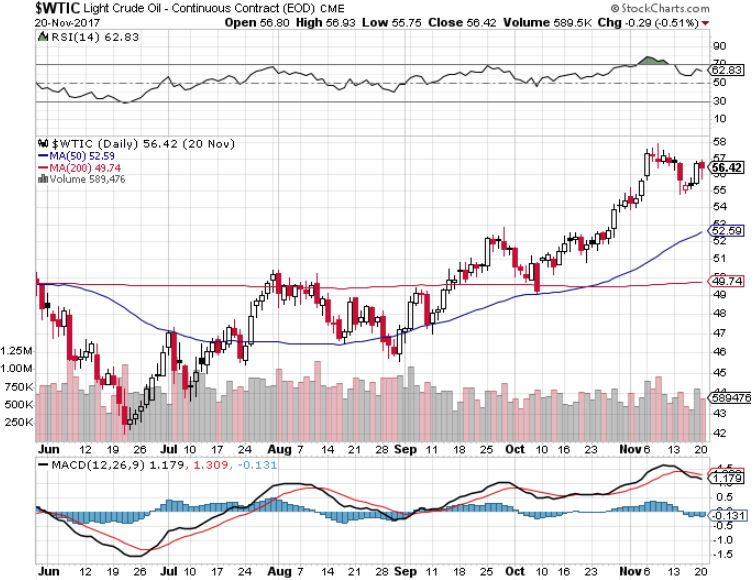 $WTIC Light Crude Oil - Continuous Contract (EOD) CME © StockCharts.com
20-Nov-2017 Open 56.80 High 56.93 Low 55.75 Close 56.42 Volume 589.5K Chg -0.29 (-0.51%)
RSI(14) 62.83
90
70
62.83
50
30
10
$WTIC (Daily) 56.42 (20 Nov)
MA(50) 52.59
MA(200) 49.74
Volume 589,476
58
57
56.42
56
55
54
52.59
52
51
50
49.74
49
48
47
46
45
44
589476
43
42
1.25M
1.00M
750K
500K
250K
Jun 12 19 26 Jul 10 17 24 Aug 7 14 21 28 Sep 11 18 25 Oct 10 16 23 Nov 6 13 20
MACD(12,26,9) 1.179, 1.309, -0.131
1.5
1.179
0.5
0.0
-0.131
-0.5
-1.0
-1.5
Jun 12 19 26 Jul 10 17 24 Aug 7 14 21 28 Sep 11 18 25 Oct 10 16 23 Nov 6 13 20